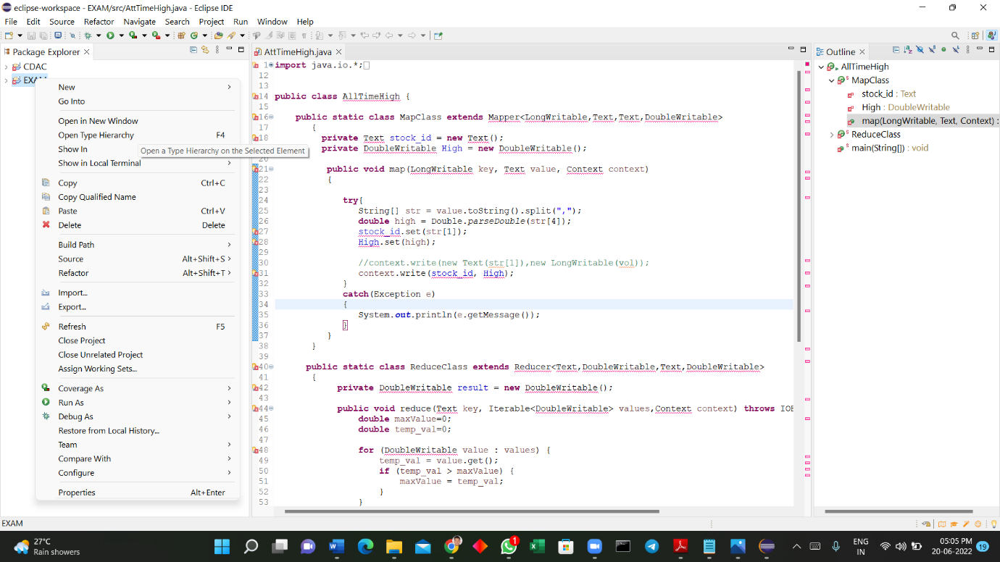 eclipse-workspace - EXAM/src/AttTimeHigh.java - Eclipse IDE
File Edit Source Refactor Navigate Search Project Run Window Help
Package Explorer
CDAC
EXAM
New
Go Into
Open in New Window
Open Type Hierarchy F4
Show In
Open a Type Hierarchy on the Selected Element
Show in Local Terminal
Copy Ctrl+C
Copy Qualified Name
Paste Ctrl+V
Delete Delete
Build Path
Source Alt+Shift+S
Refactor Alt+Shift+T
Import...
Export...
Refresh F5
Close Project
Close Unrelated Project
Assign Working Sets...
Coverage As
Run As
Debug As
Restore from Local History...
Team
Compare With
Configure
Properties Alt+Enter
AttTimeHigh.java
1 import java.io.*;
12
13
14 public class AllTimeHigh {
15
16 public static class MapClass extends Mapper<LongWritable,Text,Text,DoubleWritable>
17 {
18 private Text stock_id = new Text();
private DoubleWritable High = new DoubleWritable();
20
21 public void map(LongWritable key, Text value, Context context)
22 {
23
24 try{
25 String[] str = value.toString().split(",");
26 double high = Double.parseDouble(str[4]);
27 stock_id.set(str[1]);
28 High.set(high);
29
30 //context.write(new Text(str[1]),new LongWritable(vol));
31 context.write(stock_id, High);
32 }
33 catch(Exception e)
34 {
35 System.out.println(e.getMessage());
36 }
37 }
38 }
39
40 public static class ReduceClass extends Reducer<Text,DoubleWritable,Text,DoubleWritable>
41 {
42 private DoubleWritable result = new DoubleWritable();
43
44 public void reduce(Text key, Iterable<DoubleWritable> values,Context context) throws IOE
45 double maxValue=0;
46 double temp_val=0;
47
48 for (DoubleWritable value : values) {
49 temp_val = value.get();
50 if (temp_val > maxValue) {
51 maxValue = temp_val;
52 }
53 }
Outline
AllTimeHigh
MapClass
stock_id : Text
High : DoubleWritable
map(LongWritable, Text, Context) :
ReduceClass
main(String[]) : void
EXAM
27°C
Rain showers
1
ENG
IN
05:05 PM
20-06-2022
19